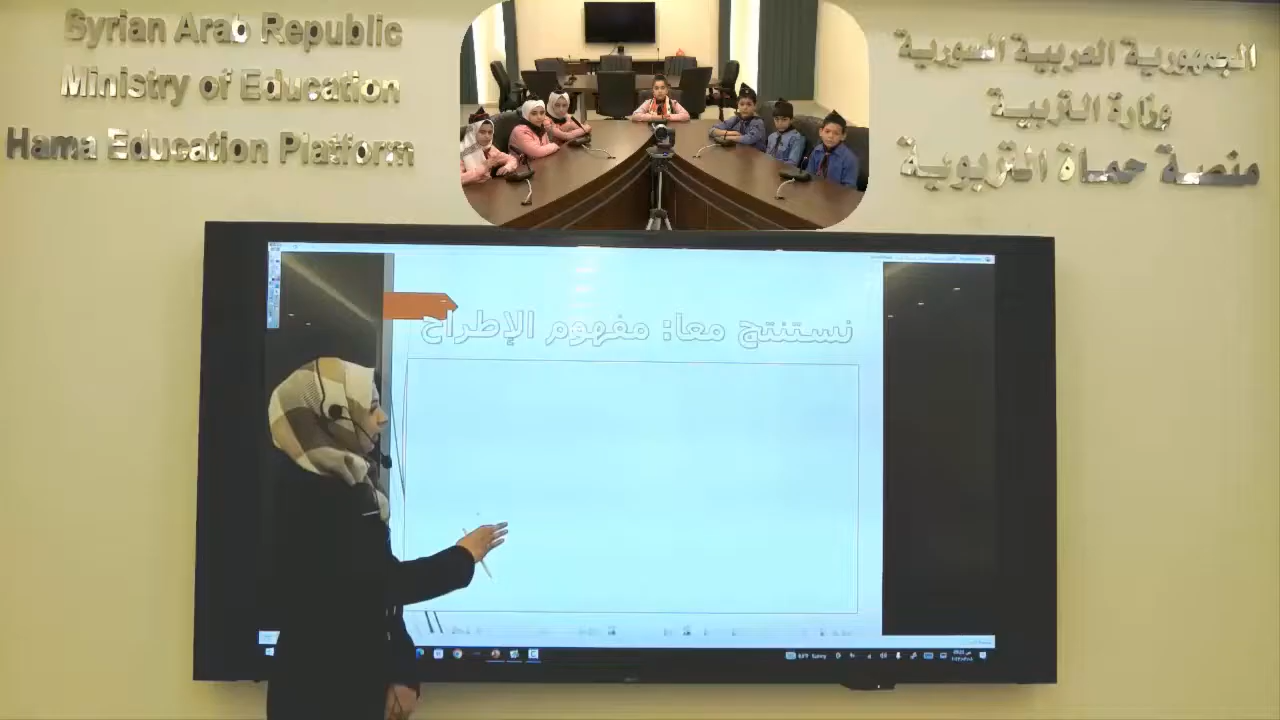 Syrian Arab Republic
Ministry of Education
Hama Education Platform
الجمهورية العربية السورية
وزارة التربية
منصة حماة التربوية
نستنتج معا: مفهوم الإطراح
Sunny